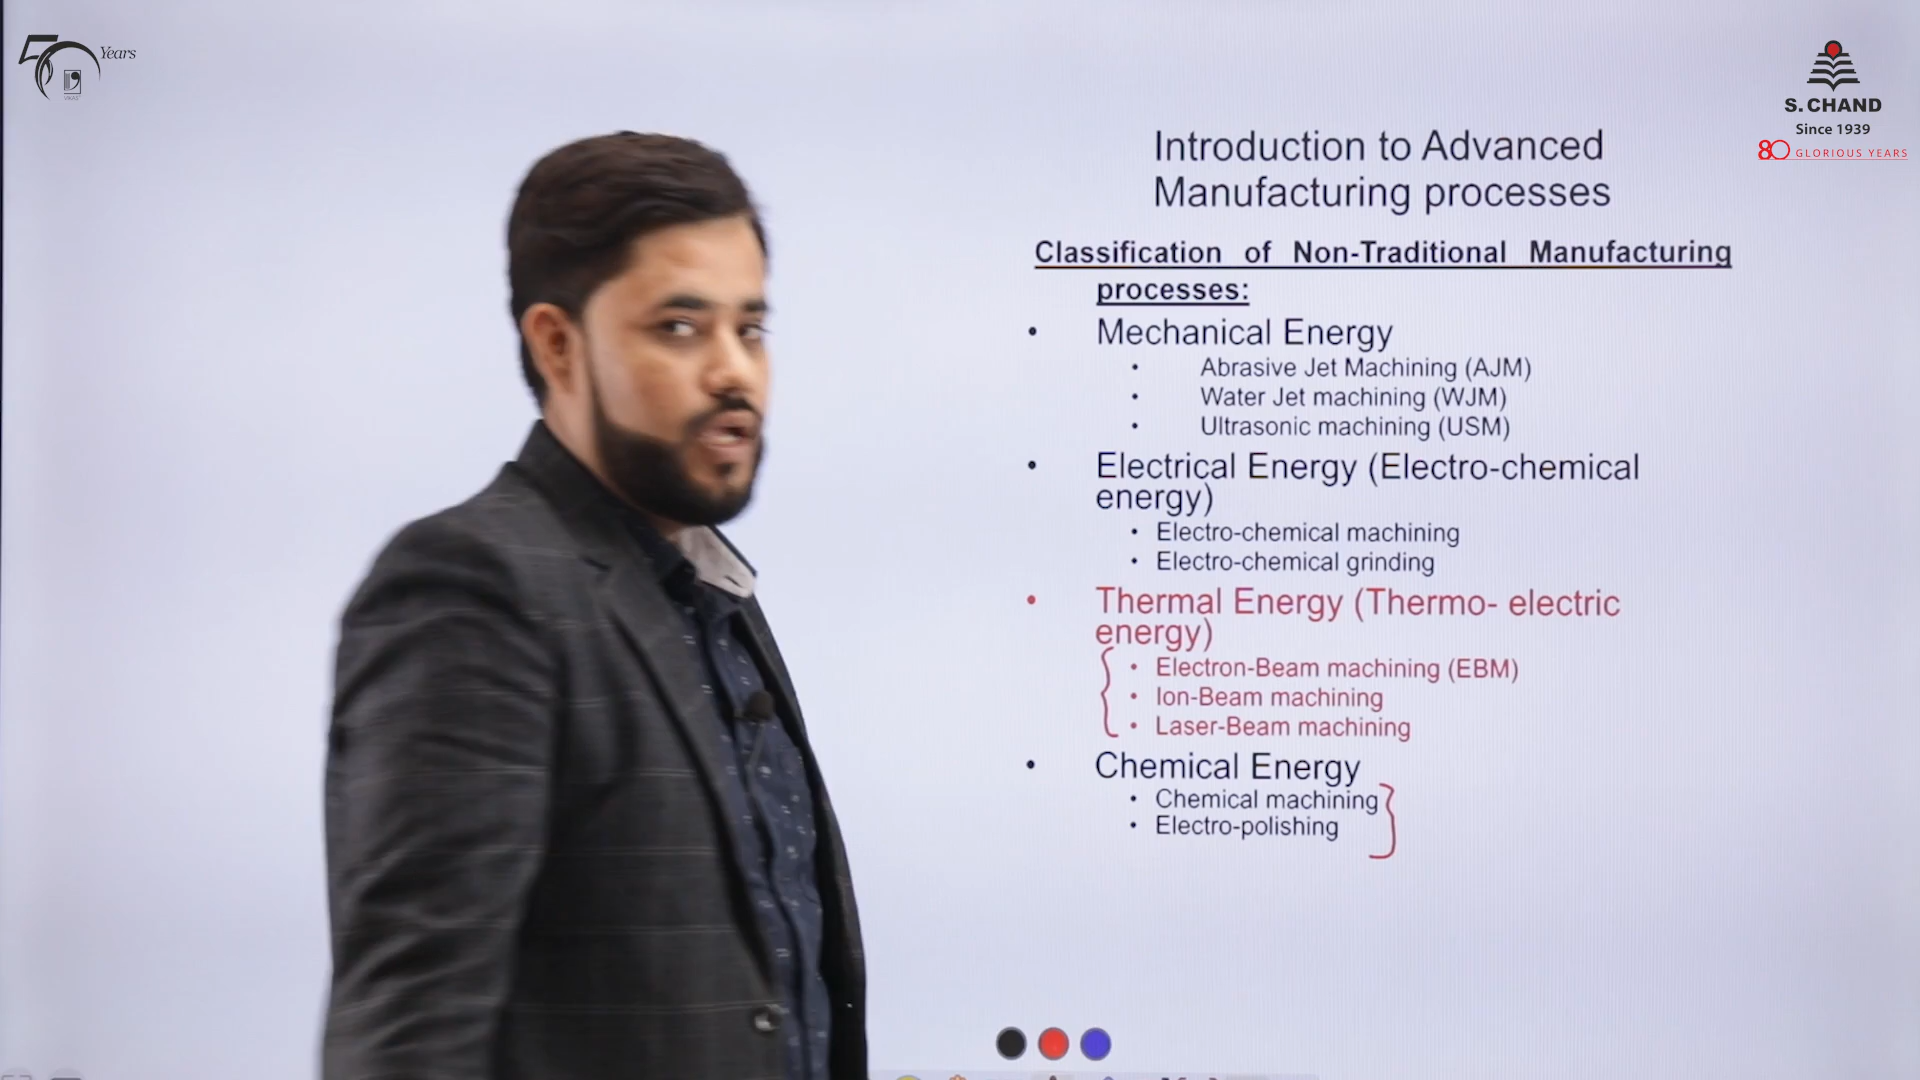 50 Years
VIKAS
S. CHAND
Since 1939
80 GLORIOUS YEARS
Introduction to Advanced
Manufacturing processes
Classification of Non-Traditional Manufacturing
processes:
• Mechanical Energy
• Abrasive Jet Machining (AJM)
• Water Jet machining (WJM)
• Ultrasonic machining (USM)
• Electrical Energy (Electro-chemical
energy)
• Electro-chemical machining
• Electro-chemical grinding
• Thermal Energy (Thermo- electric
energy)
• Electron-Beam machining (EBM)
• Ion-Beam machining
• Laser-Beam machining
• Chemical Energy
• Chemical machining
• Electro-polishing